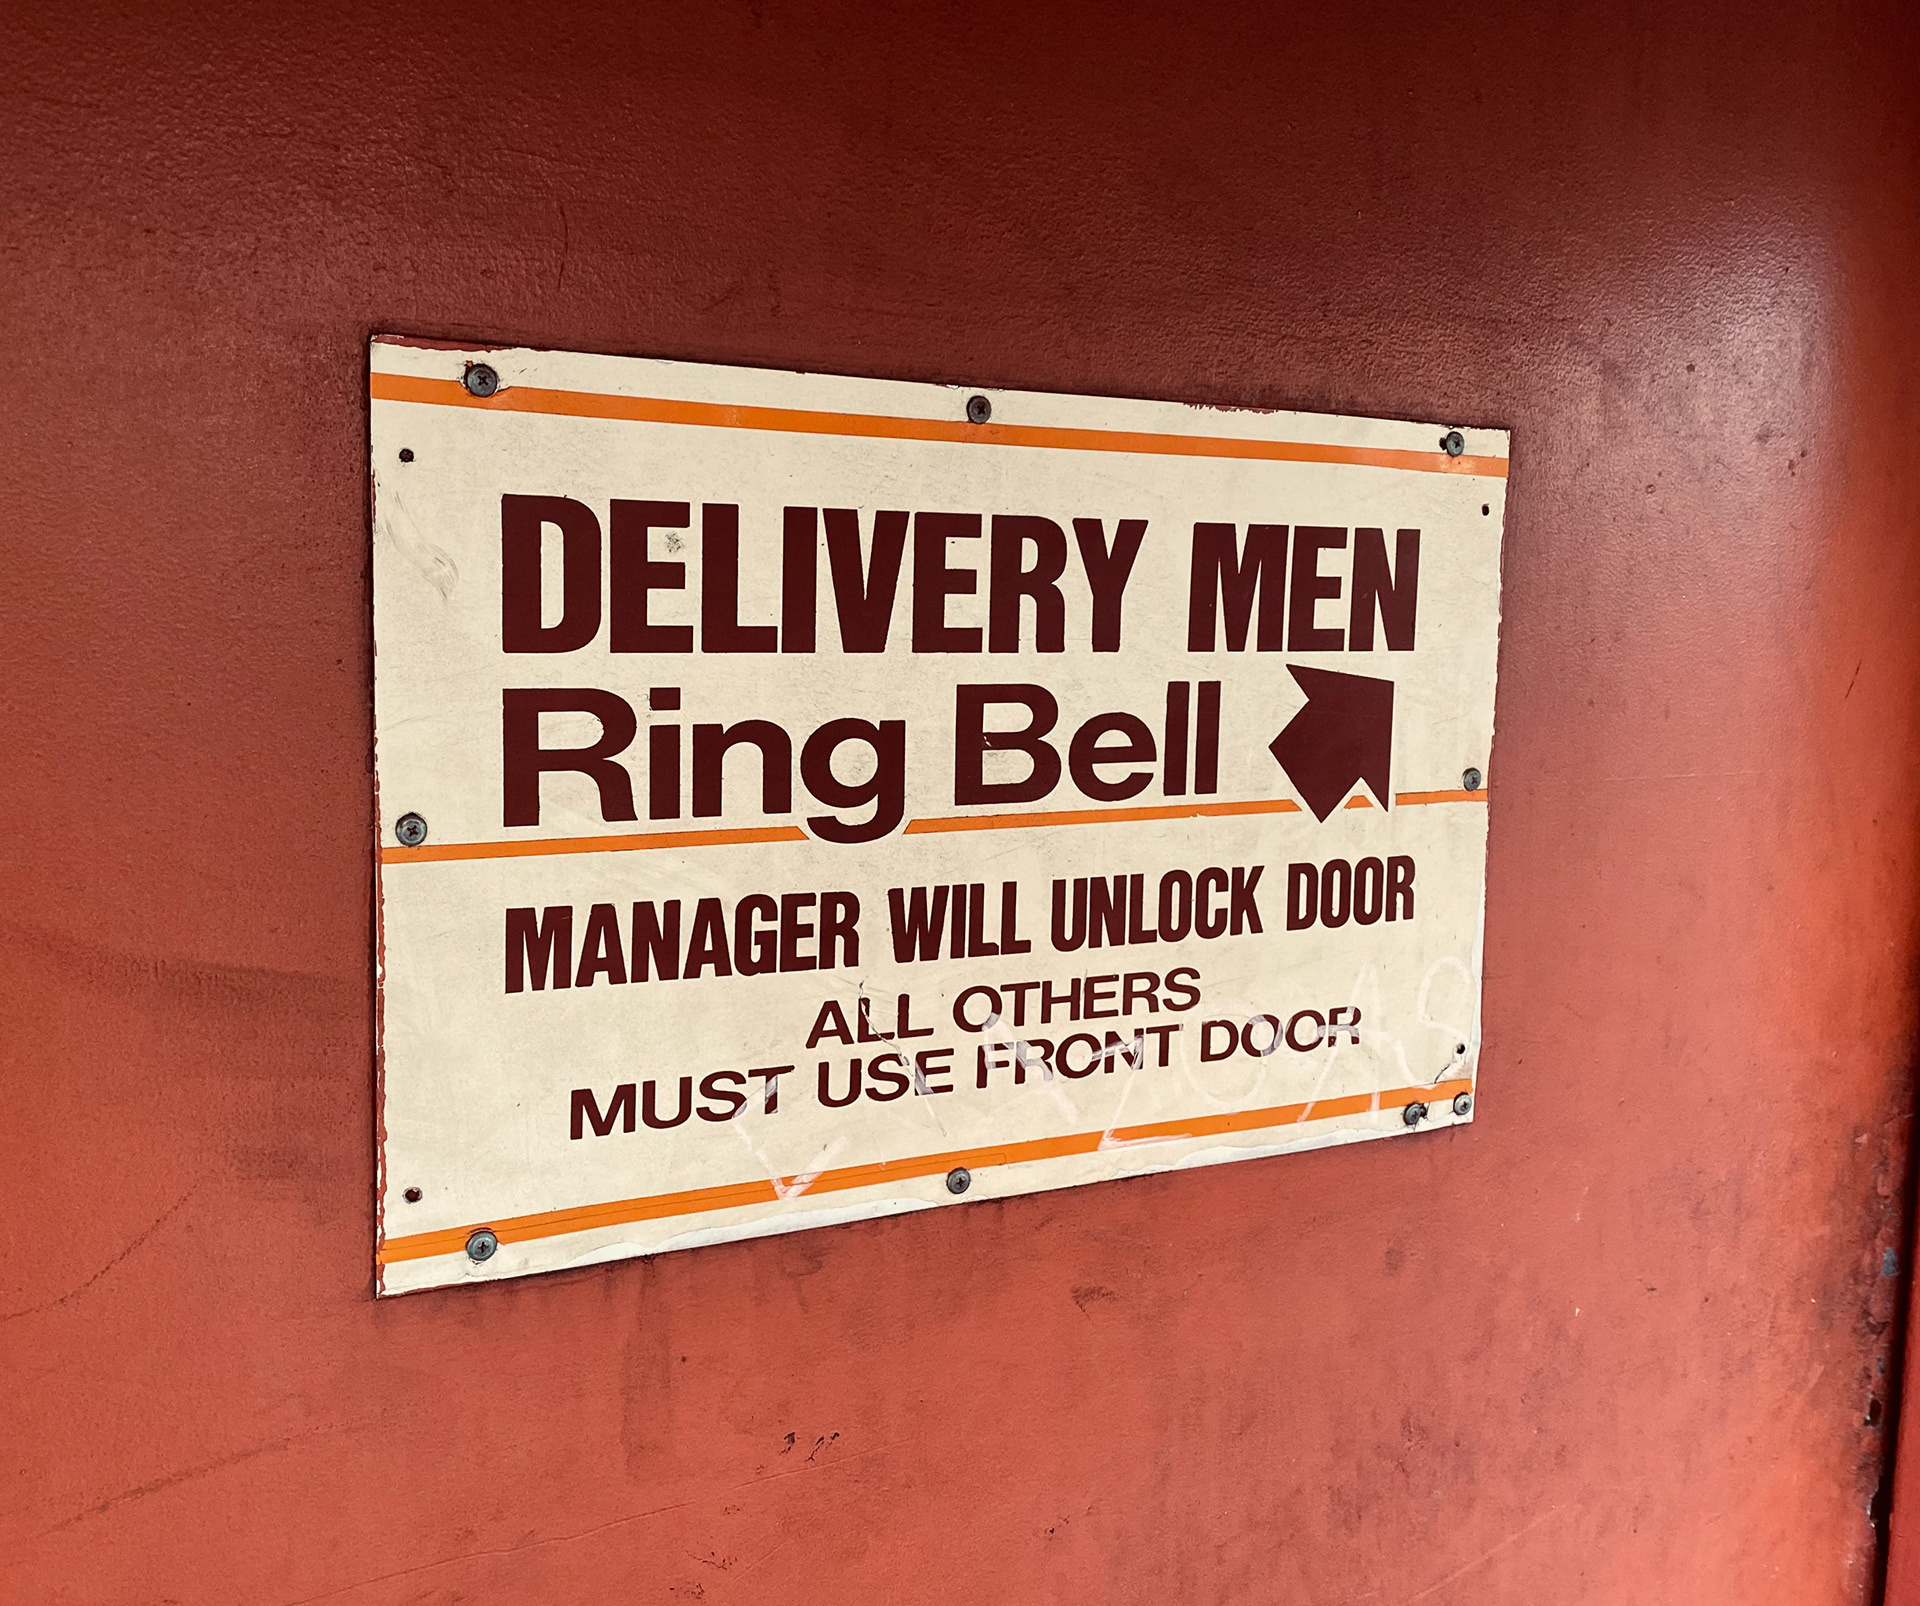 DELIVERY MEN
Ring Bell
MANAGER WILL UNLOCK DOOR
ALL OTHERS
MUST USE FRONT DOOR